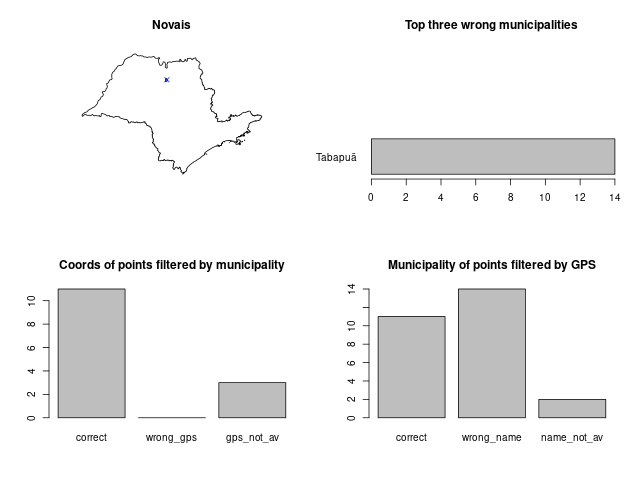 Novais
Top three wrong municipalities
Tabapuã
0 2 4 6 8 10 12 14
Coords of points filtered by municipality
0 2 4 6 8 10
correct wrong_gps gps_not_av
Municipality of points filtered by GPS
0 2 4 6 8 10 14
correct wrong_name name_not_av